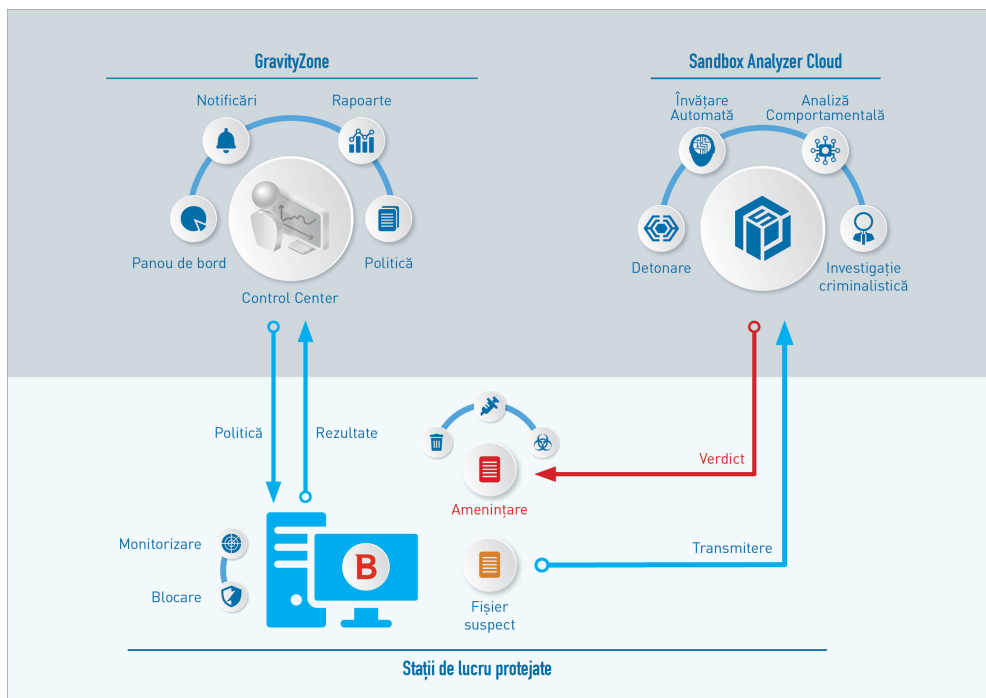 GravityZone
Notificări
Rapoarte
Panou de bord
Politică
Control Center
Sandbox Analyzer Cloud
Învățare
Automată
Analiză
Comportamentală
Detonare
Investigație
criminalistică
Politică
Rezultate
Verdict
Amenințare
Transmitere
Monitorizare
Blocare
B
Fișier
suspect
Stații de lucru protejate